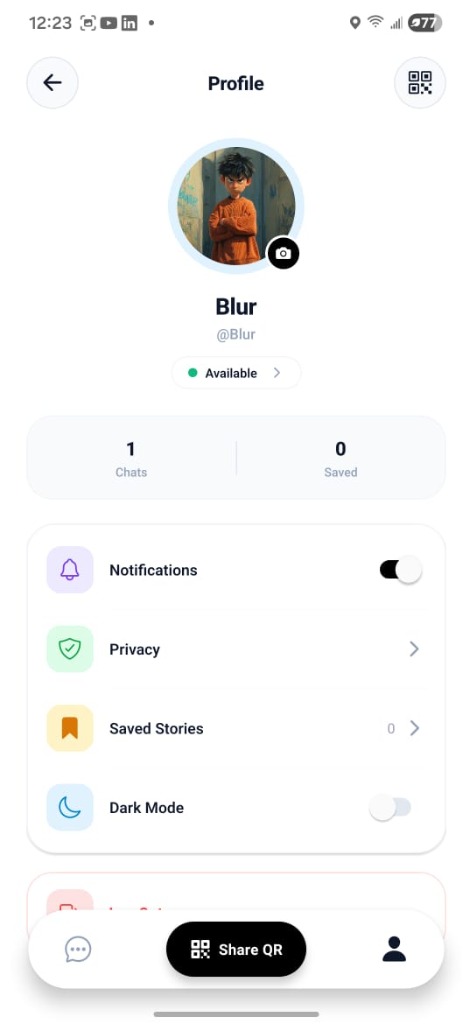 12:23
77
Profile
Blur
@Blur
Available
1
Chats
0
Saved
Notifications
Privacy
Saved Stories
0
Dark Mode
Share QR